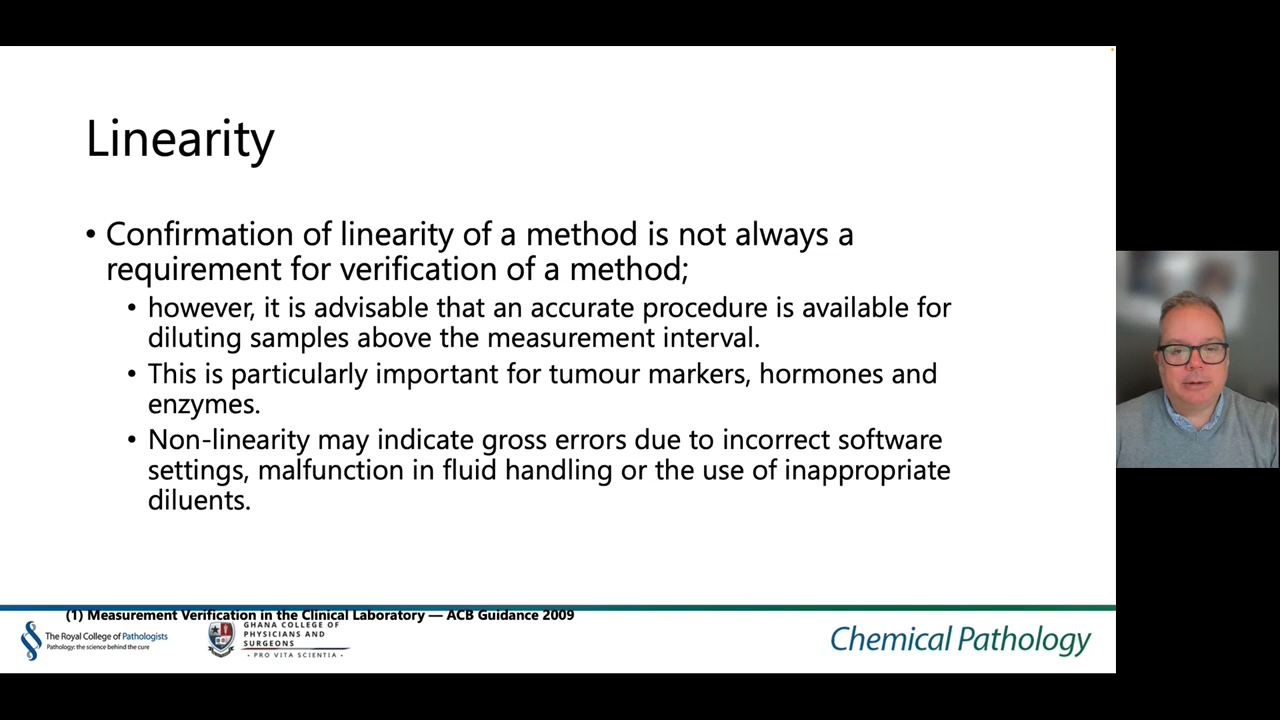 Linearity
• Confirmation of linearity of a method is not always a
requirement for verification of a method;
• however, it is advisable that an accurate procedure is available for
diluting samples above the measurement interval.
• This is particularly important for tumour markers, hormones and
enzymes.
• Non-linearity may indicate gross errors due to incorrect software
settings, malfunction in fluid handling or the use of inappropriate
diluents.
(1) Measurement Verification in the Clinical Laboratory — ACB Guidance 2009
The Royal College of Pathologists
Pathology: the science behind the cure
GHANA COLLEGE OF
PHYSICIANS AND
SURGEONS
• PRO VITA SCIENTIA •
Chemical Pathology